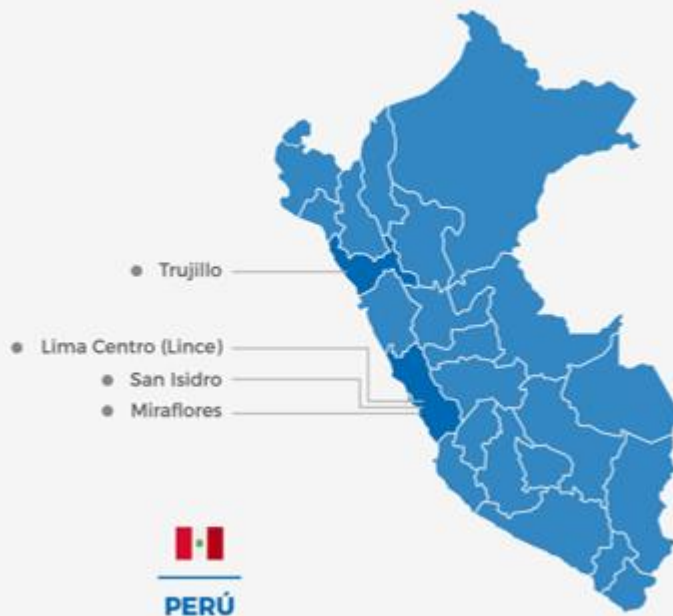 Trujillo
Lima Centro (Lince)
San Isidro
Miraflores
PERÚ